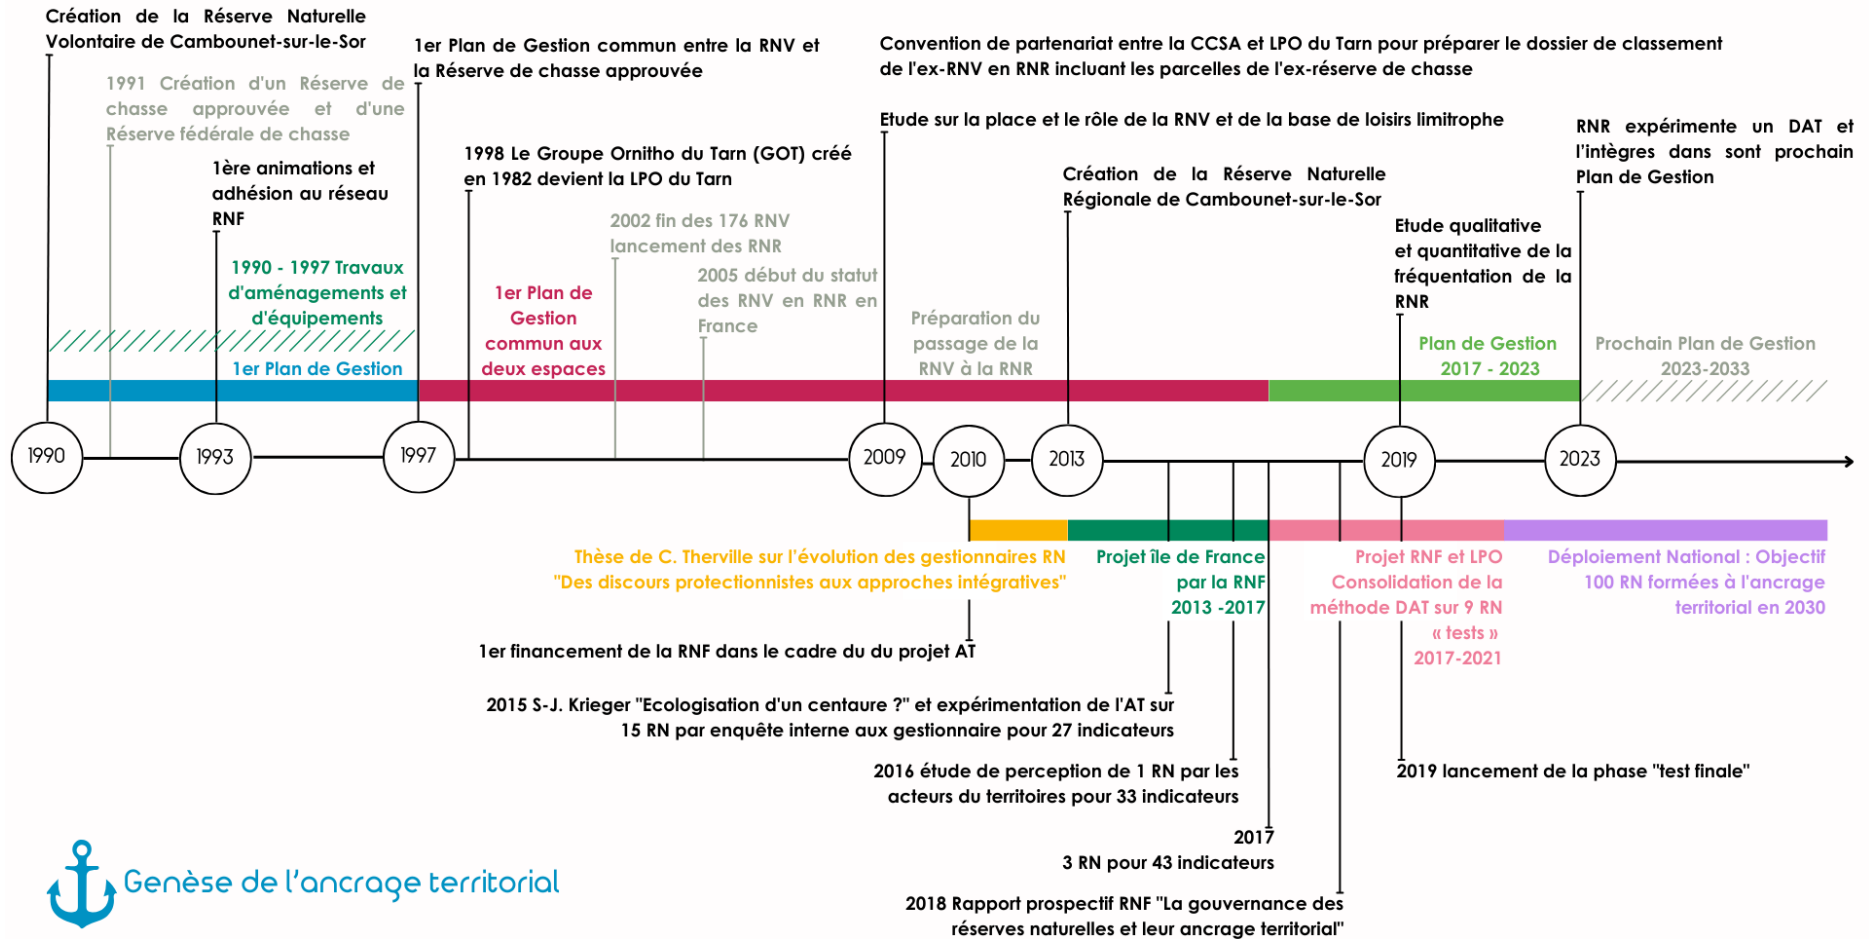 Création de la Réserve Naturelle
Volontaire de Cambounet-sur-le-Sor
1991 Création d'un Réserve de
chasse approuvée et d'une
Réserve fédérale de chasse
1ère animations et
adhésion au réseau
RNF
1990 - 1997 Travaux
d'aménagements et
d'équipements
1er Plan de Gestion
1er Plan de Gestion commun entre la RNV et
la Réserve de chasse approuvée
1998 Le Groupe Ornitho du Tarn (GOT) créé
en 1982 devient la LPO du Tarn
1er Plan de
Gestion
commun aux
deux espaces
2002 fin des 176 RNV
lancement des RNR
2005 début du statut
des RNV en RNR en
France
Convention de partenariat entre la CCSA et LPO du Tarn pour préparer le dossier de classement
de l'ex-RNV en RNR incluant les parcelles de l'ex-réserve de chasse
Etude sur la place et le rôle de la RNV et de la base de loisirs limitrophe
Préparation du
passage de la
RNV à la RNR
Création de la Réserve Naturelle
Régionale de Cambounet-sur-le-Sor
Etude qualitative
et quantitative de la
fréquentation de la
RNR
Plan de Gestion
2017 - 2023
RNR expérimente un DAT et
l'intègres dans sont prochain
Plan de Gestion
Prochain Plan de Gestion
2023-2033
1990
1993
1997
2009
2010
2013
2019
2023
Thèse de C. Therville sur l'évolution des gestionnaires RN
"Des discours protectionnistes aux approches intégratives"
Projet île de France
par la RNF
2013 -2017
Projet RNF et LPO
Consolidation de la
méthode DAT sur 9 RN
« tests »
2017-2021
Déploiement National : Objectif
100 RN formées à l'ancrage
territorial en 2030
1er financement de la RNF dans le cadre du du projet AT
2015 S-J. Krieger "Ecologisation d'un centaure ?" et expérimentation de l'AT sur
15 RN par enquête interne aux gestionnaire pour 27 indicateurs
2016 étude de perception de 1 RN par les
acteurs du territoires pour 33 indicateurs
2019 lancement de la phase "test finale"
2017
3 RN pour 43 indicateurs
2018 Rapport prospectif RNF "La gouvernance des
réserves naturelles et leur ancrage territorial"
Genèse de l'ancrage territorial